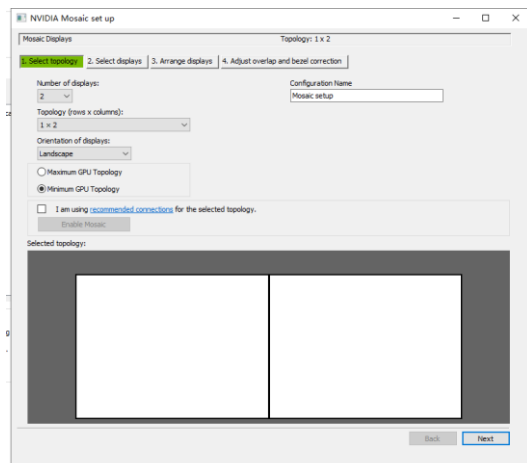 NVIDIA Mosaic set up
Mosaic Displays Topology: 1 x 2
1. Select topology 2. Select displays 3. Arrange displays 4. Adjust overlap and bezel correction
Number of displays: Configuration Name
2 Mosaic setup
Topology (rows x columns):
1 × 2
Orientation of displays:
Landscape
Maximum GPU Topology
Minimum GPU Topology
I am using recommended connections for the selected topology.
Enable Mosaic
Selected topology:
Back Next